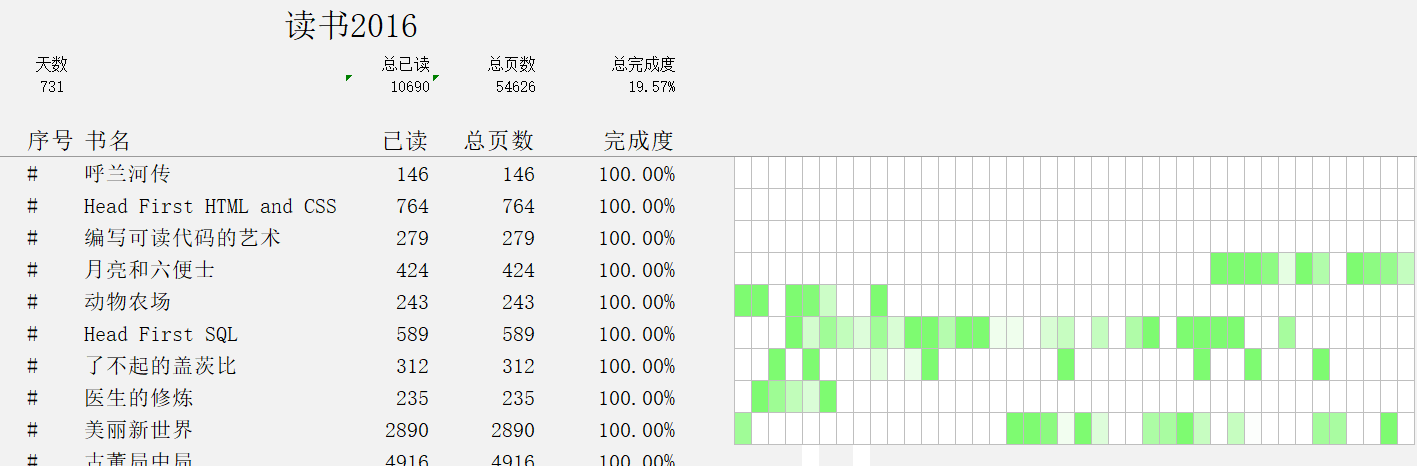 读书2016
天数 总已读 总页数 总完成度
731 10690 54626 19.57%
序号 书名 已读 总页数 完成度
# 呼兰河传 146 146 100.00%
# Head First HTML and CSS 764 764 100.00%
# 编写可读代码的艺术 279 279 100.00%
# 月亮和六便士 424 424 100.00%
# 动物农场 243 243 100.00%
# Head First SQL 589 589 100.00%
# 了不起的盖茨比 312 312 100.00%
# 医生的修炼 235 235 100.00%
# 美丽新世界 2890 2890 100.00%
# 古董局中局 4916 4916 100.00%